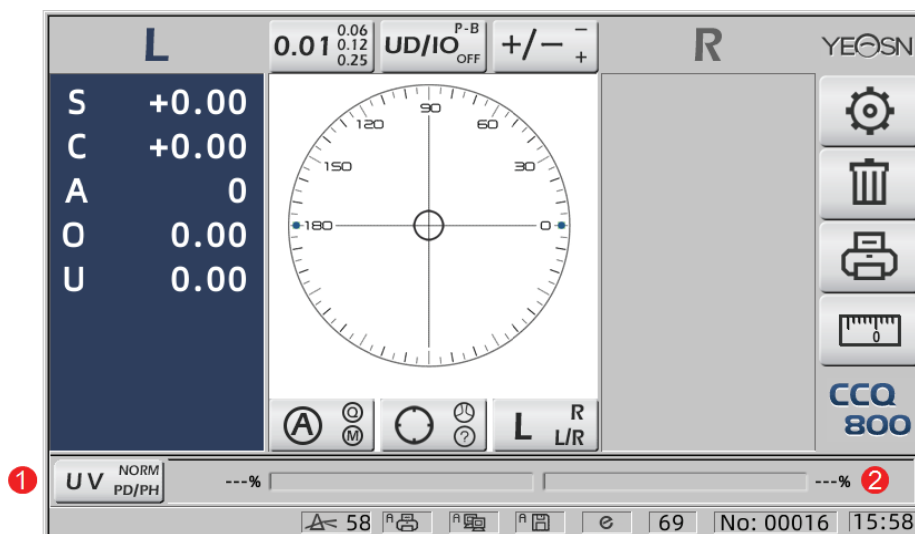 L
0.01 0.06 0.12 0.25
UD/IO P-B OFF
+/− − +
R
YEOSN
S +0.00
C +0.00
A 0
O 0.00
U 0.00
90
120 60
150 30
180 0
0
A Q M
?
L R L/R
CCQ 800
1 UV NORM PD/PH ---% ---% 2
58 A A A e 69 No: 00016 15:58